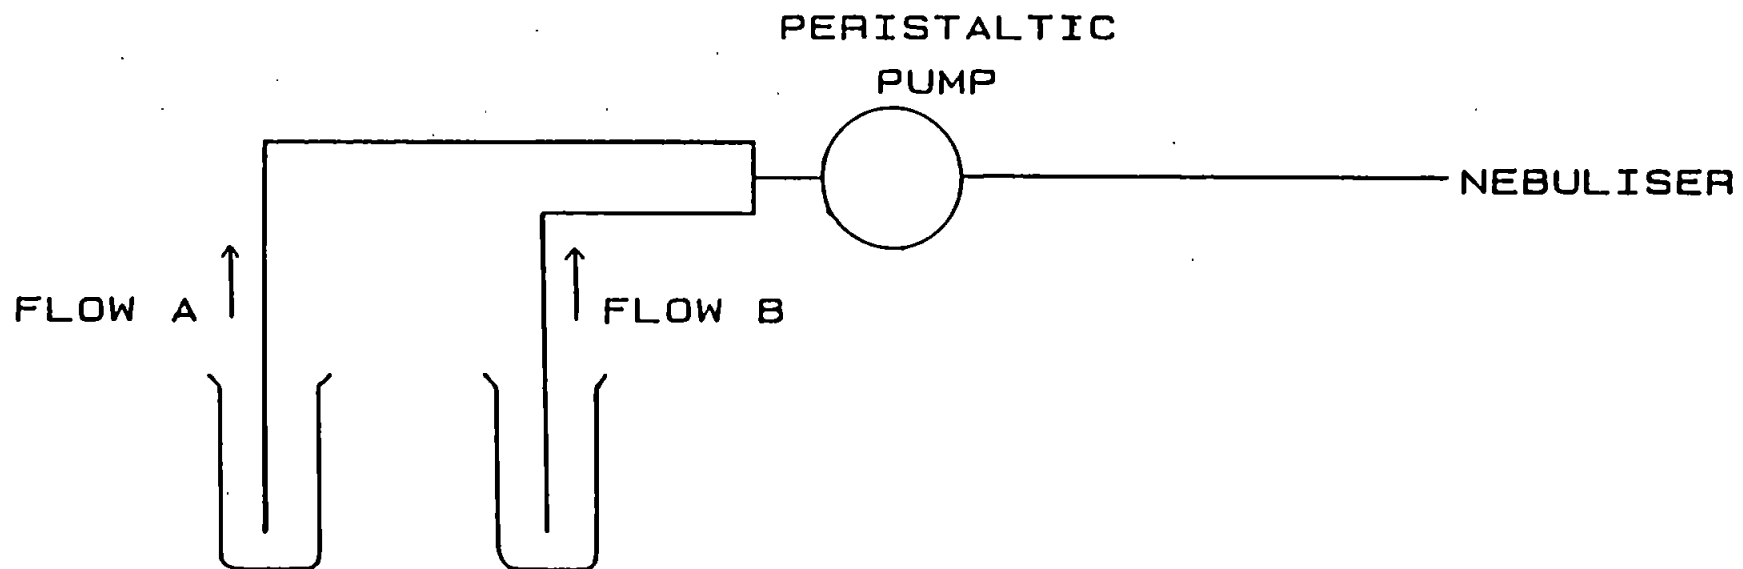 PERISTALTIC
PUMP
NEBULISER
FLOW A
FLOW B